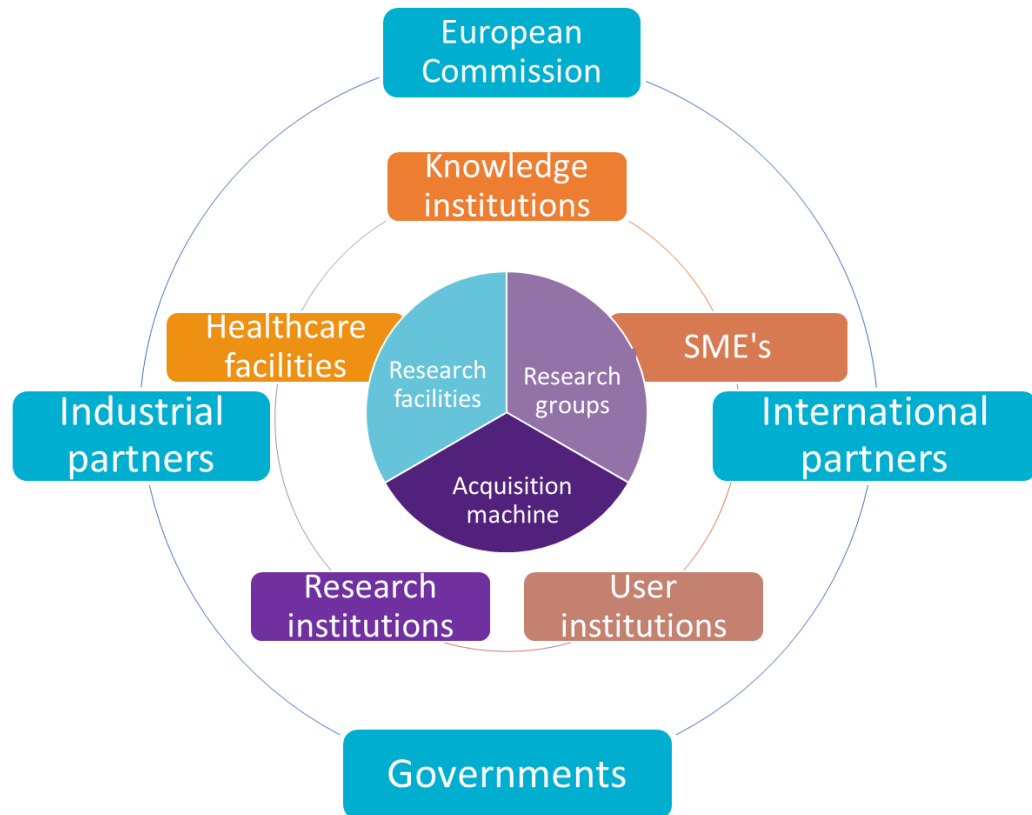 European
Commission
Knowledge
institutions
Healthcare
facilities
SME's
Research
facilities
Research
groups
Industrial
partners
International
partners
Acquisition
machine
Research
institutions
User
institutions
Governments